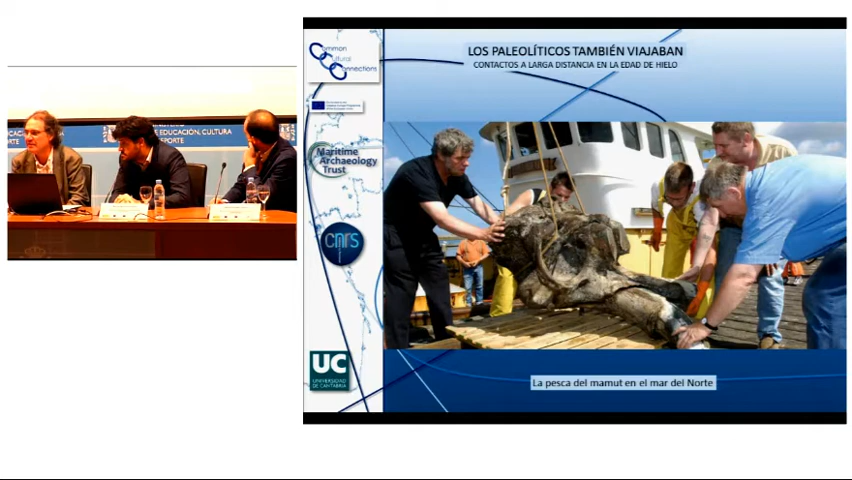 DE EDUCACIÓN, CULTURA
DEPORTE
Common
Cultural
Connections
Maritime
Archaeology
Trust
cnrs
UC
UNIVERSIDAD
DE CANTABRIA
LOS PALEOLÍTICOS TAMBIÉN VIAJABAN
CONTACTOS A LARGA DISTANCIA EN LA EDAD DE HIELO
La pesca del mamut en el mar del Norte